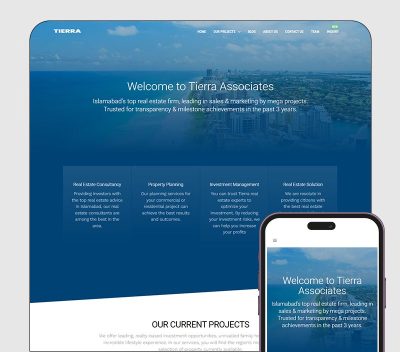 TIERRA
HOME OUR PROJECTS BLOG ABOUT US CONTACT US TEAM INQUIRY
Welcome to Tierra Associates
Islamabad's top real estate firm, leading in sales & marketing by mega projects.
Trusted for transparency & milestone achievements in the past 3 years.
Real Estate Consultancy
Providing investors with
the top real estate advice
in Islamabad, our real
estate consultants are
among the best in the
area.
Property Planning
Our planning services for
your commercial or
residential project can
achieve the best results
and outcomes.
Investment Management
You can trust Tierra real
estate experts to
optimize your
investment. By reducing
your investment risks, we
can help you increase
your profits
Real Estate Solution
We are resolute in
providing citizens with
the best real estate
OUR CURRENT PROJECTS
We offer leading, realty-based investment opportunities, unrivalled family
incredible lifestyle experience. In our services, you will find the region's
selection of property currently available.
Welcome to Tierra
Associates
Islamabad's top real estate firm, leading in
sales & marketing by mega projects.
Trusted for transparency & milestone
achievements in the past 3 years.